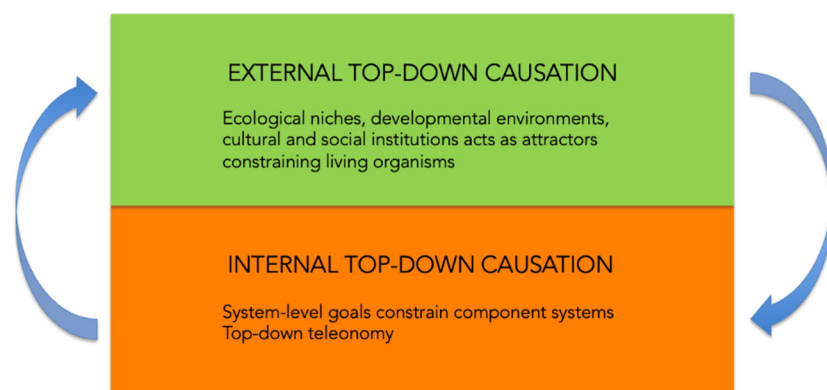 EXTERNAL TOP-DOWN CAUSATION
Ecological niches, developmental environments,
cultural and social institutions acts as attractors
constraining living organisms
INTERNAL TOP-DOWN CAUSATION
System-level goals constrain component systems
Top-down teleonomy